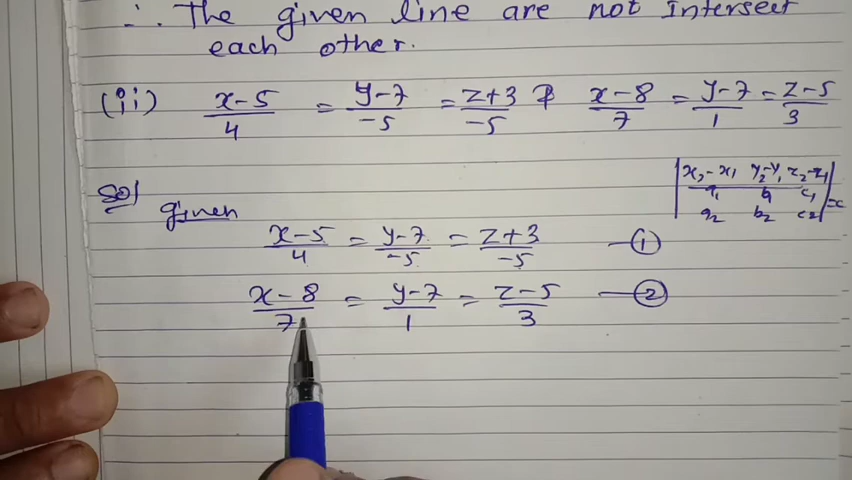 ∴ The given line are not intersect
each other.
(ii) x-5/4 = y-7/-5 = z+3/-5 & x-8/7 = y-7/1 = z-5/3
Sol
given
|x₂-x₁ y₂-y₁ z₂-z₁|
|a₁ b₁ c₁| =
|a₂ b₂ c₂|
x-5/4 = y-7/-5 = z+3/-5 —①
x-8/7 = y-7/1 = z-5/3 —②